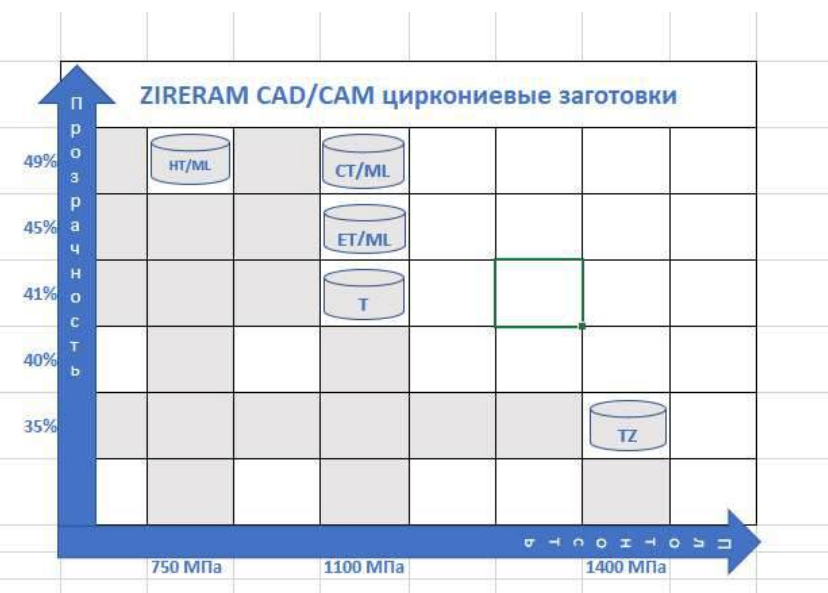 ZIRERAM CAD/CAM циркониевые заготовки
Прозрачность
49%
HT/ML
CT/ML
45%
ET/ML
41%
T
40%
35%
TZ
Плотность
750 МПа
1100 МПа
1400 МПа